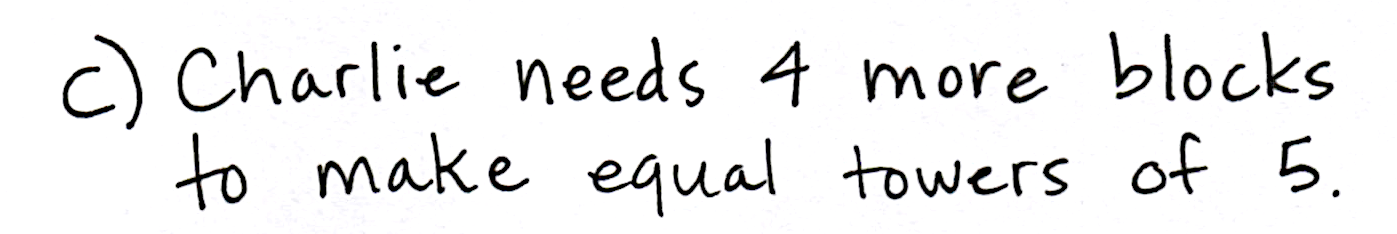 c) Charlie needs 4 more blocks
to make equal towers of 5.